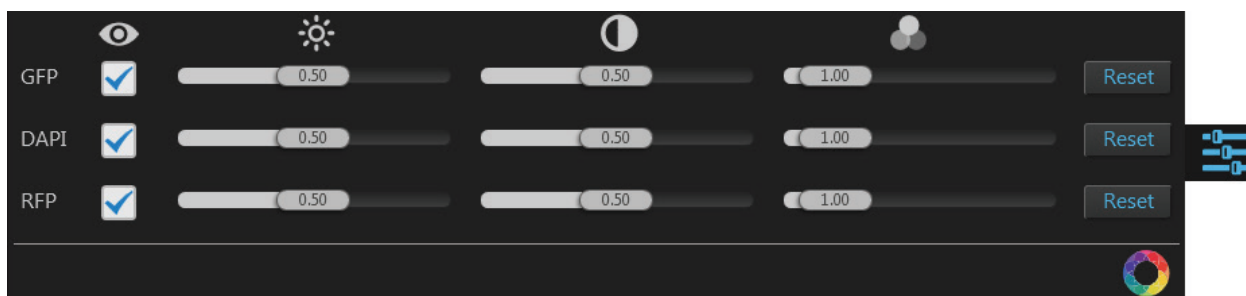 GFP 0.50 0.50 1.00 Reset
DAPI 0.50 0.50 1.00 Reset
RFP 0.50 0.50 1.00 Reset